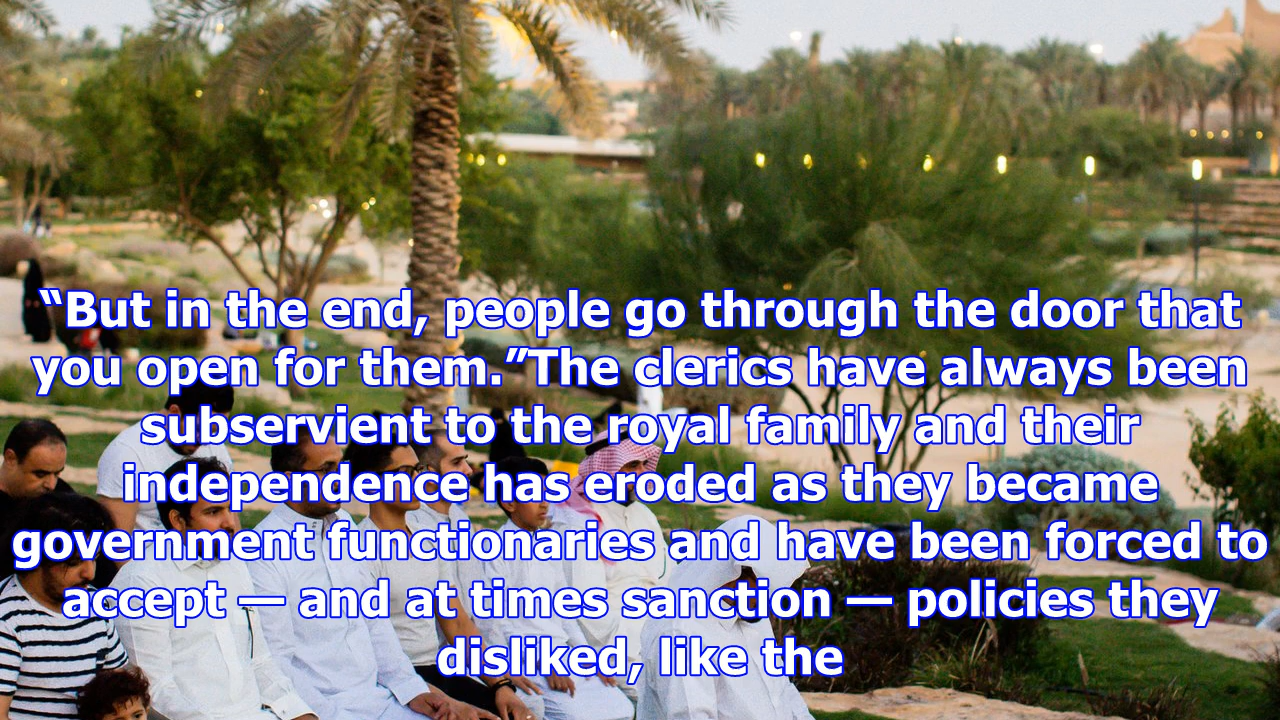 “But in the end, people go through the door that
you open for them.”The clerics have always been
subservient to the royal family and their
independence has eroded as they became
government functionaries and have been forced to
accept — and at times sanction — policies they
disliked, like the